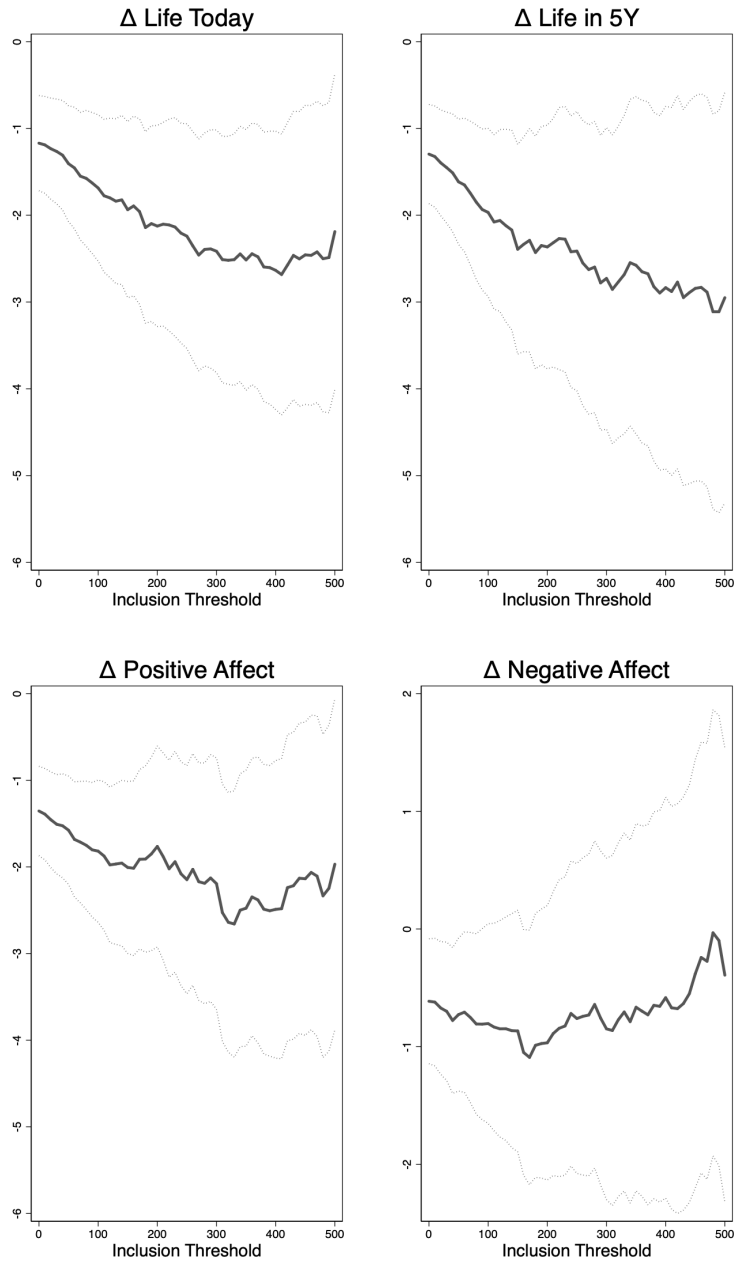 Δ Life Today
0
-1
-2
-3
-4
-5
-6
0 100 200 300 400 500
Inclusion Threshold
Δ Life in 5Y
0
-1
-2
-3
-4
-5
-6
0 100 200 300 400 500
Inclusion Threshold
Δ Positive Affect
0
-1
-2
-3
-4
-5
-6
0 100 200 300 400 500
Inclusion Threshold
Δ Negative Affect
2
1
0
-1
-2
0 100 200 300 400 500
Inclusion Threshold